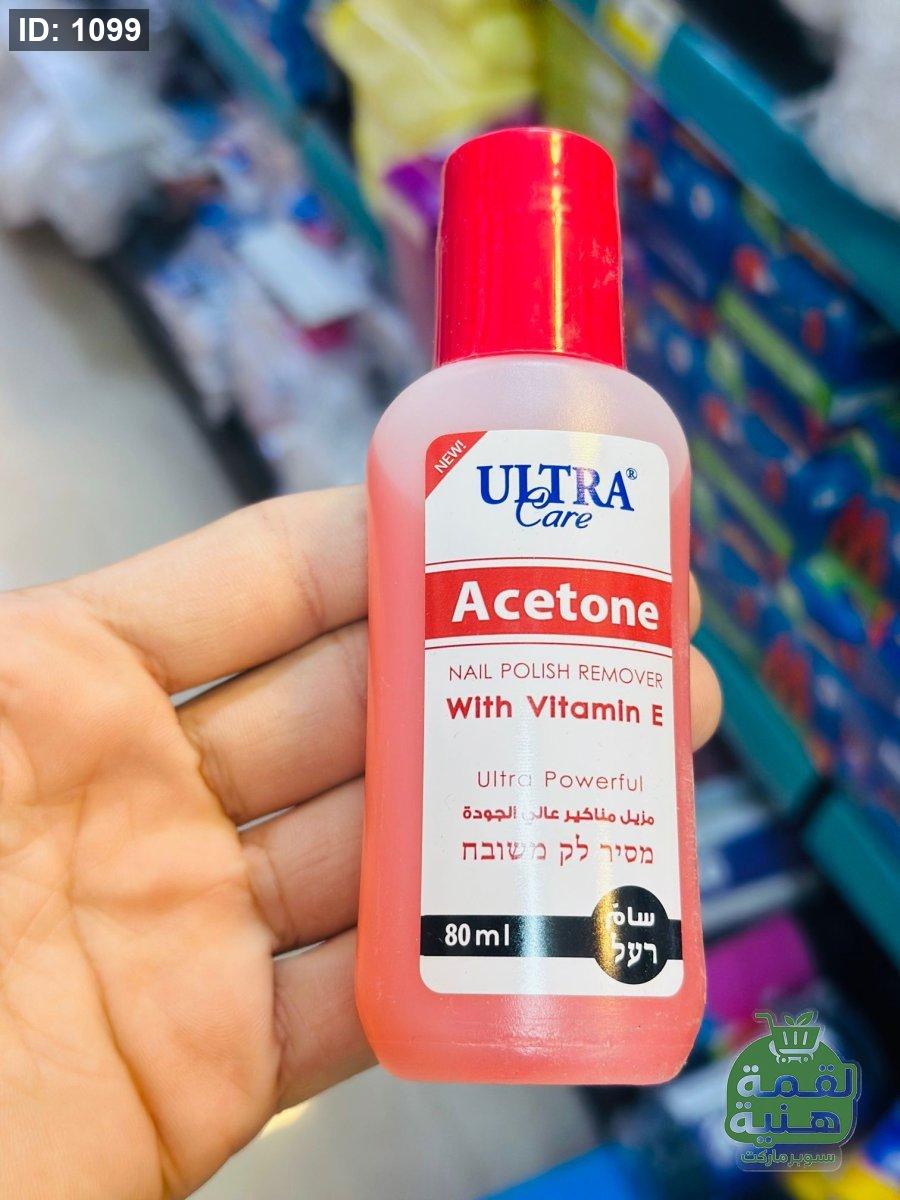 ID: 1099
NEW!
ULTRA®
Care
Acetone
NAIL POLISH REMOVER
With Vitamin E
Ultra Powerful
مزيل مناكير عالي الجودة
מסיר לק משובח
80ml
سام
רעל
لقمة
هنية
سوبرماركت